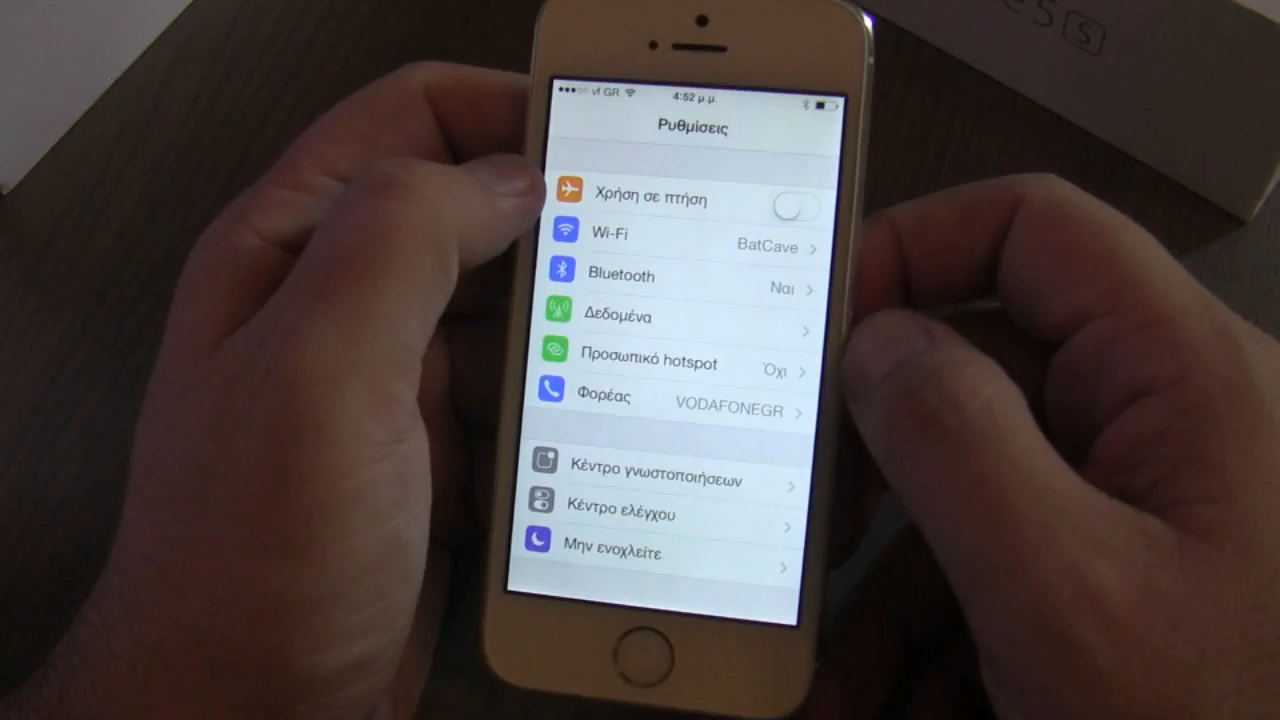 5 S
vf GR 4:52 μ.μ.
Ρυθμίσεις
Χρήση σε πτήση
Wi-Fi BatCave
Bluetooth Ναι
Δεδομένα
Προσωπικό hotspot Όχι
Φορέας VODAFONEGR
Κέντρο γνωστοποιήσεων
Κέντρο ελέγχου
Μην ενοχλείτε